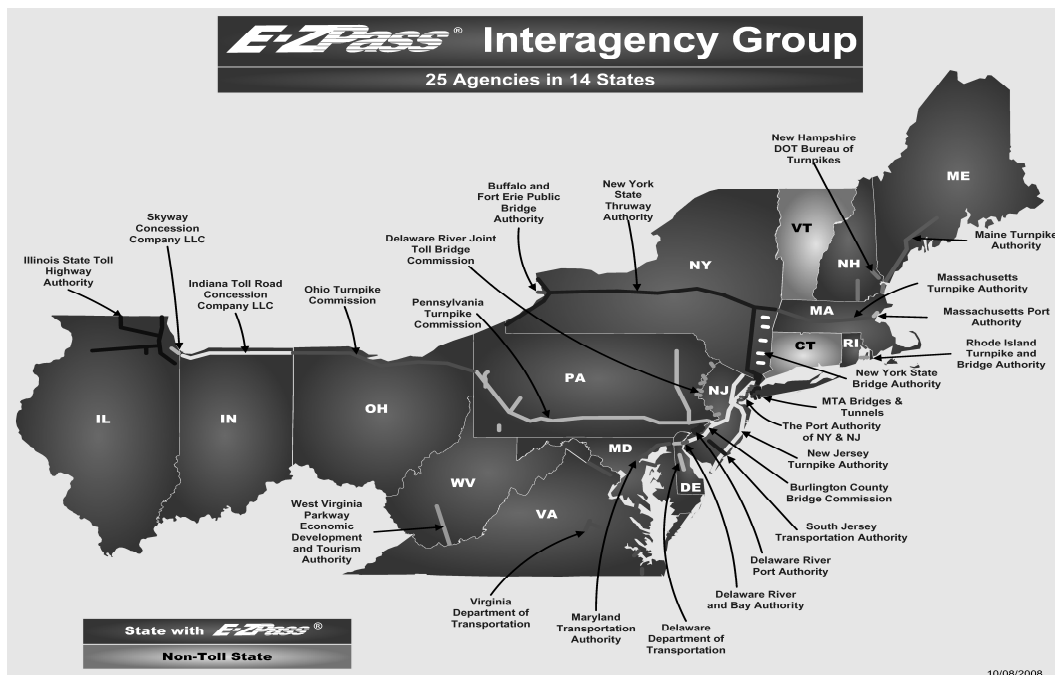 E-ZPass® Interagency Group
25 Agencies in 14 States
New Hampshire
DOT Bureau of
Turnpikes
ME
Buffalo and
Fort Erie Public
Bridge
Authority
New York
State
Thruway
Authority
Skyway
Concession
Company LLC
VT
Maine Turnpike
Authority
Delaware River Joint
Toll Bridge
Commission
Illinois State Toll
Highway
Authority
NY
NH
Indiana Toll Road
Concession
Company LLC
Ohio Turnpike
Commission
Massachusetts
Turnpike Authority
Pennsylvania
Turnpike
Commission
MA
Massachusetts Port
Authority
CT
RI
Rhode Island
Turnpike and
Bridge Authority
PA
New York State
Bridge Authority
NJ
MTA Bridges &
Tunnels
IL
IN
OH
The Port Authority
of NY & NJ
MD
New Jersey
Turnpike Authority
WV
DE
Burlington County
Bridge Commission
VA
West Virginia
Parkway
Economic
Development
and Tourism
Authority
South Jersey
Transportation Authority
Delaware River
Port Authority
Delaware River
and Bay Authority
Virginia
Department of
Transportation
Maryland
Transportation
Authority
Delaware
Department of
Transportation
State with E-ZPass®
Non-Toll State
10/08/2008